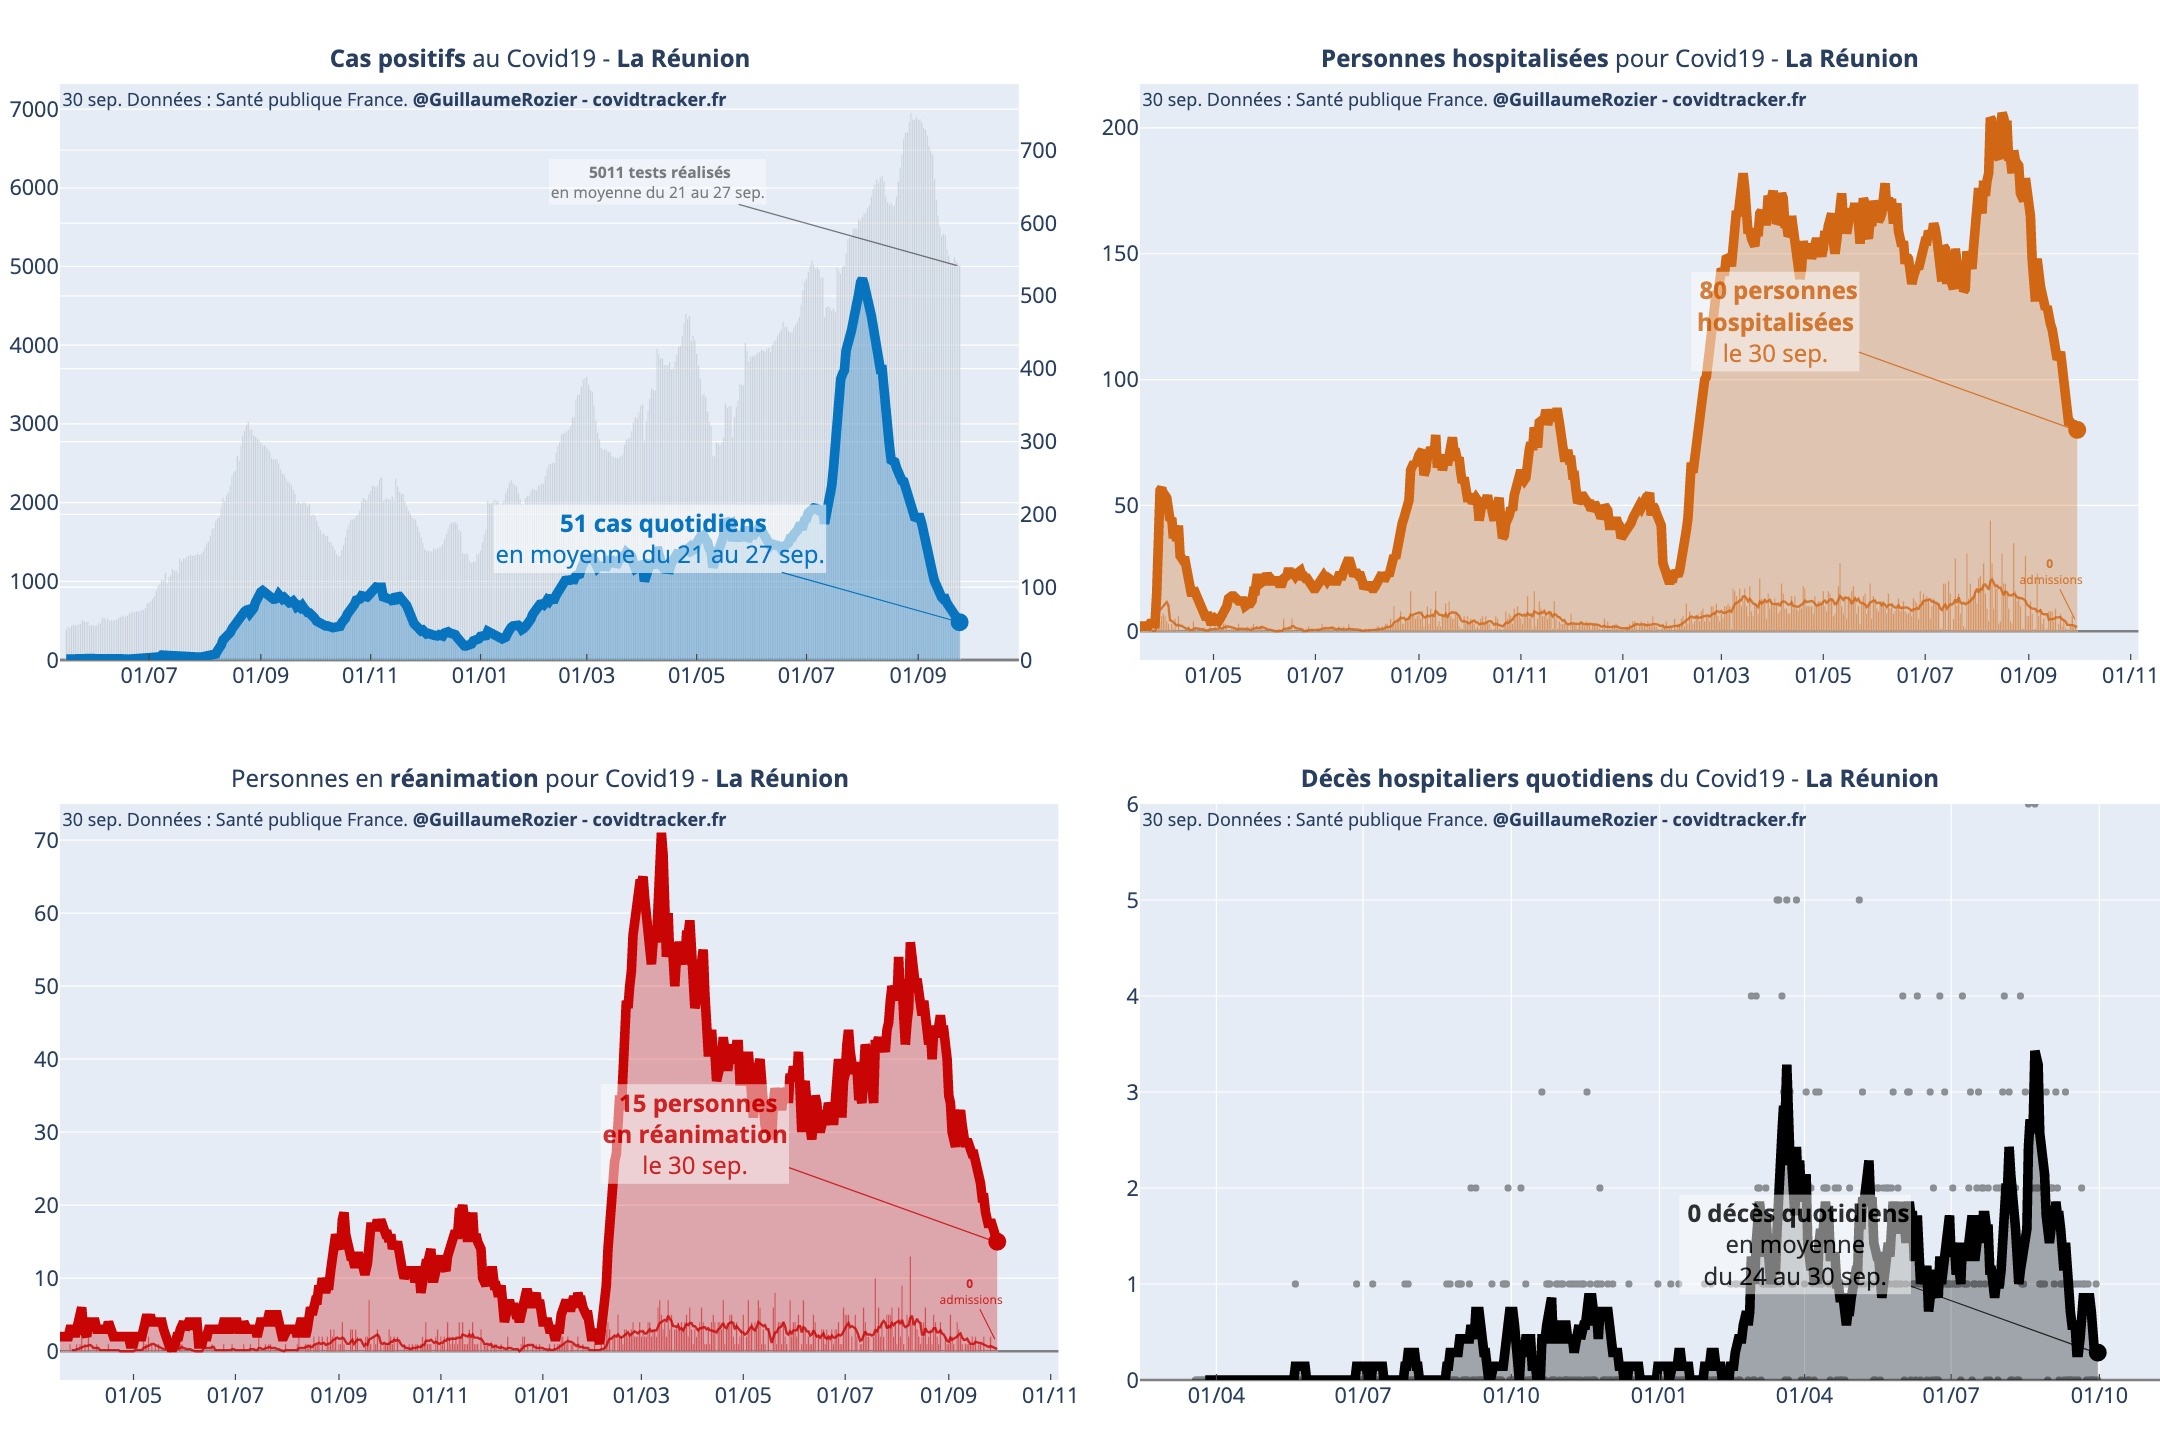 Cas positifs au Covid19 - La Réunion
30 sep. Données : Santé publique France. @GuillaumeRozier - covidtracker.fr
7000
6000
5000
4000
3000
2000
1000
0
700
600
500
400
300
200
100
0
5011 tests réalisés
en moyenne du 21 au 27 sep.
51 cas quotidiens
en moyenne du 21 au 27 sep.
01/07 01/09 01/11 01/01 01/03 01/05 01/07 01/09
Personnes hospitalisées pour Covid19 - La Réunion
30 sep. Données : Santé publique France. @GuillaumeRozier - covidtracker.fr
200
150
100
50
0
80 personnes
hospitalisées
le 30 sep.
0
admissions
01/05 01/07 01/09 01/11 01/01 01/03 01/05 01/07 01/09 01/11
Personnes en réanimation pour Covid19 - La Réunion
30 sep. Données : Santé publique France. @GuillaumeRozier - covidtracker.fr
70
60
50
40
30
20
10
0
15 personnes
en réanimation
le 30 sep.
0
admissions
01/05 01/07 01/09 01/11 01/01 01/03 01/05 01/07 01/09 01/11
Décès hospitaliers quotidiens du Covid19 - La Réunion
30 sep. Données : Santé publique France. @GuillaumeRozier - covidtracker.fr
6
5
4
3
2
1
0
0 décès quotidiens
en moyenne
du 24 au 30 sep.
01/04 01/07 01/10 01/01 01/04 01/07 01/10